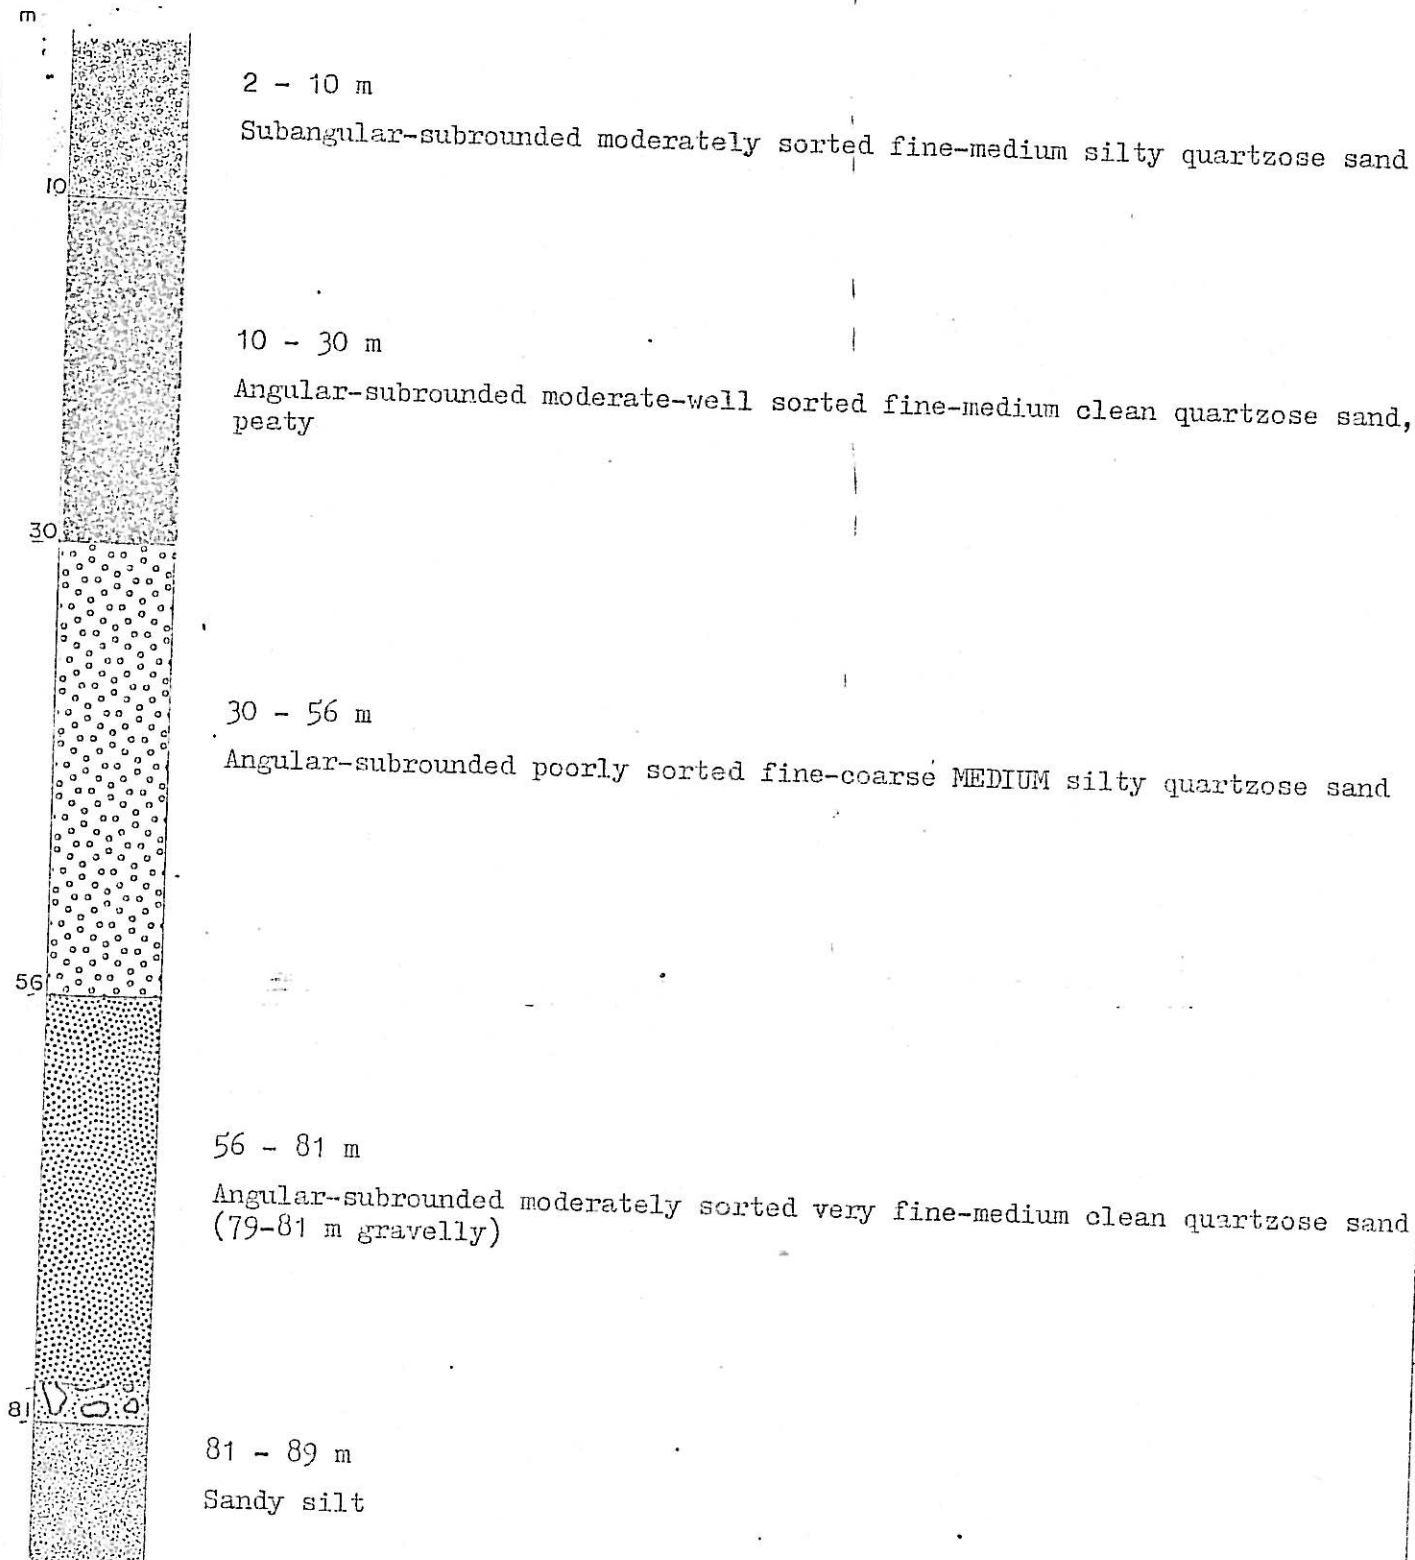 m
2 - 10 m
Subangular-subrounded moderately sorted fine-medium silty quartzose sand
10
10 - 30 m
Angular-subrounded moderate-well sorted fine-medium clean quartzose sand,
peaty
30
30 - 56 m
Angular-subrounded poorly sorted fine-coarse MEDIUM silty quartzose sand
56
56 - 81 m
Angular-subrounded moderately sorted very fine-medium clean quartzose sand
(79-81 m gravelly)
81
81 - 89 m
Sandy silt